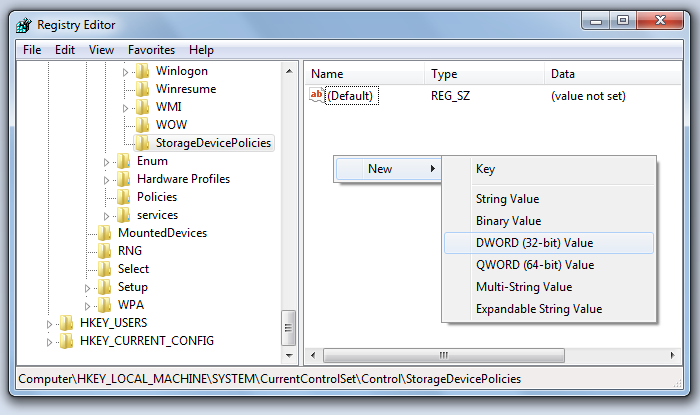 Registry Editor
File Edit View Favorites Help
Winlogon
Winresume
WMI
WOW
StorageDevicePolicies
Enum
Hardware Profiles
Policies
services
MountedDevices
RNG
Select
Setup
WPA
HKEY_USERS
HKEY_CURRENT_CONFIG
Name Type Data
ab (Default) REG_SZ (value not set)
New
Key
String Value
Binary Value
DWORD (32-bit) Value
QWORD (64-bit) Value
Multi-String Value
Expandable String Value
Computer\HKEY_LOCAL_MACHINE\SYSTEM\CurrentControlSet\Control\StorageDevicePolicies